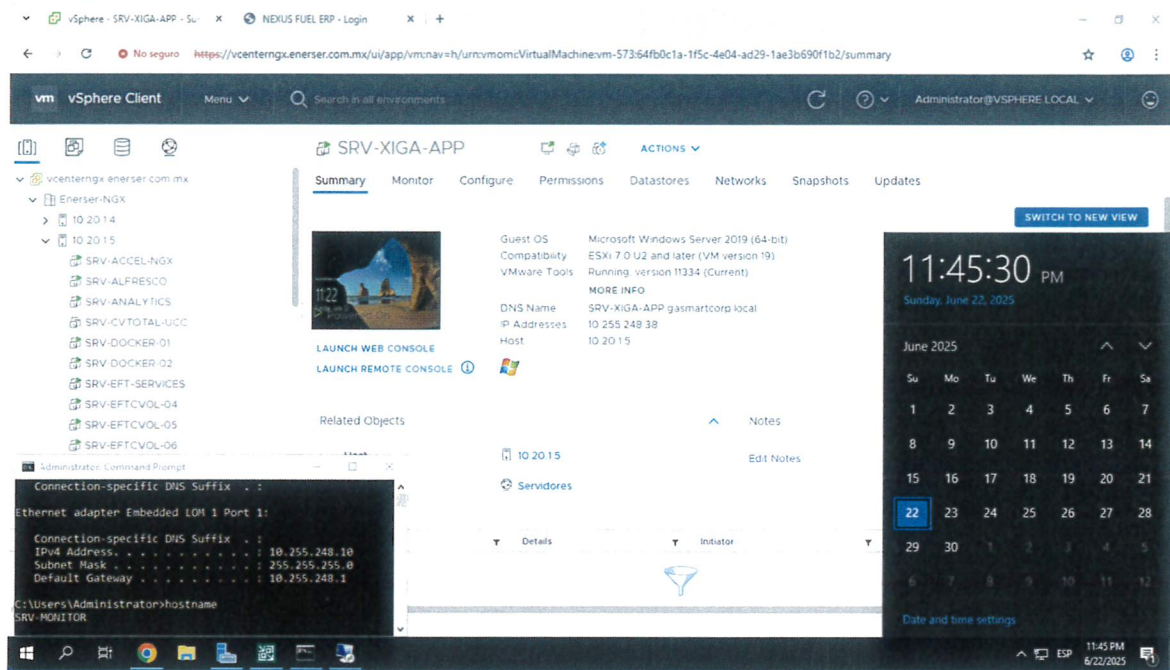 vSphere - SRV-XIGA-APP - Su
NEXUS FUEL ERP - Login
No seguro https://vcenterngx.enerser.com.mx/ui/app/vm;nav=h/urn:vmomi:VirtualMachine:vm-573:64fb0c1a-1f5c-4e04-ad29-1ae3b690f1b2/summary
vm vSphere Client Menu Search in all environments Administrator@VSPHERE.LOCAL
SRV-XIGA-APP ACTIONS
vcenterngx.enerser.com.mx
Enerser-NGX
10.20.1.4
10.20.1.5
SRV-ACCEL-NGX
SRV-ALFRESCO
SRV-ANALYTICS
SRV-CVTOTAL-UCC
SRV-DOCKER-01
SRV-DOCKER-02
SRV-EFT-SERVICES
SRV-EFTCVOL-04
SRV-EFTCVOL-05
SRV-EFTCVOL-06
Summary Monitor Configure Permissions Datastores Networks Snapshots Updates
SWITCH TO NEW VIEW
11:22
Powered On
Guest OS Microsoft Windows Server 2019 (64-bit)
Compatibility ESXi 7.0 U2 and later (VM version 19)
VMware Tools Running, version:11334 (Current)
MORE INFO
DNS Name SRV-XIGA-APP.gasmartcorp.local
IP Addresses 10.255.248.38
Host 10.20.1.5
LAUNCH WEB CONSOLE
LAUNCH REMOTE CONSOLE
Related Objects
Host
10.20.1.5
Servidores
Notes
Edit Notes
Details Initiator
Administrator: Command Prompt
Connection-specific DNS Suffix . :
Ethernet adapter Embedded LOM 1 Port 1:
Connection-specific DNS Suffix . :
IPv4 Address. . . . . . . . . . . : 10.255.248.10
Subnet Mask . . . . . . . . . . . : 255.255.255.0
Default Gateway . . . . . . . . . : 10.255.248.1
C:\Users\Administrator>hostname
SRV-MONITOR
11:45:30 PM
Sunday, June 22, 2025
June 2025
Su Mo Tu We Th Fr Sa
1 2 3 4 5 6 7
8 9 10 11 12 13 14
15 16 17 18 19 20 21
22 23 24 25 26 27 28
29 30 1 2 3 4 5
6 7 8 9 10 11 12
Date and time settings
ESP
11:45 PM
6/22/2025
1